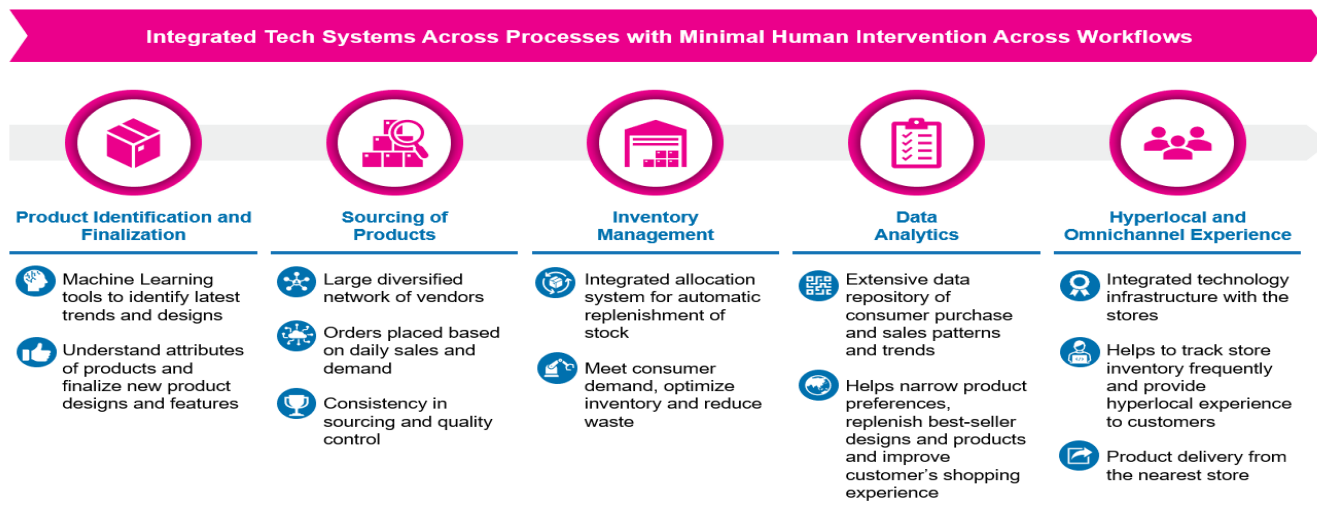 Integrated Tech Systems Across Processes with Minimal Human Intervention Across Workflows
Product Identification and
Finalization
Machine Learning
tools to identify latest
trends and designs
Understand attributes
of products and
finalize new product
designs and features
Sourcing of
Products
Large diversified
network of vendors
Orders placed based
on daily sales and
demand
Consistency in
sourcing and quality
control
Inventory
Management
Integrated allocation
system for automatic
replenishment of
stock
Meet consumer
demand, optimize
inventory and reduce
waste
Data
Analytics
Extensive data
repository of
consumer purchase
and sales patterns
and trends
Helps narrow product
preferences,
replenish best-seller
designs and products
and improve
customer’s shopping
experience
Hyperlocal and
Omnichannel Experience
Integrated technology
infrastructure with the
stores
Helps to track store
inventory frequently
and provide
hyperlocal experience
to customers
Product delivery from
the nearest store